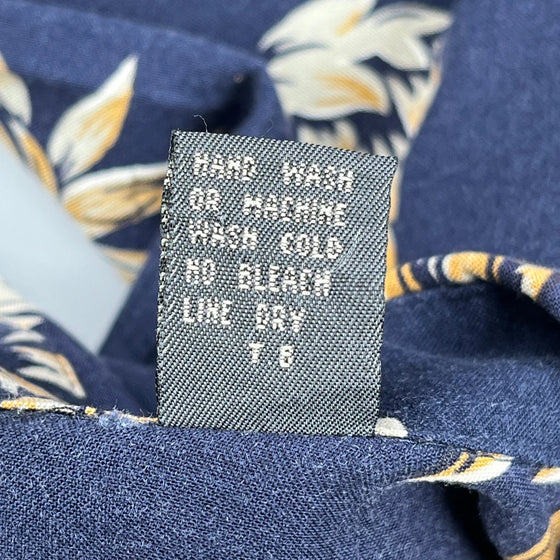 HAND WASH
OR MACHINE
WASH COLD
NO BLEACH
LINE DRY
T 6